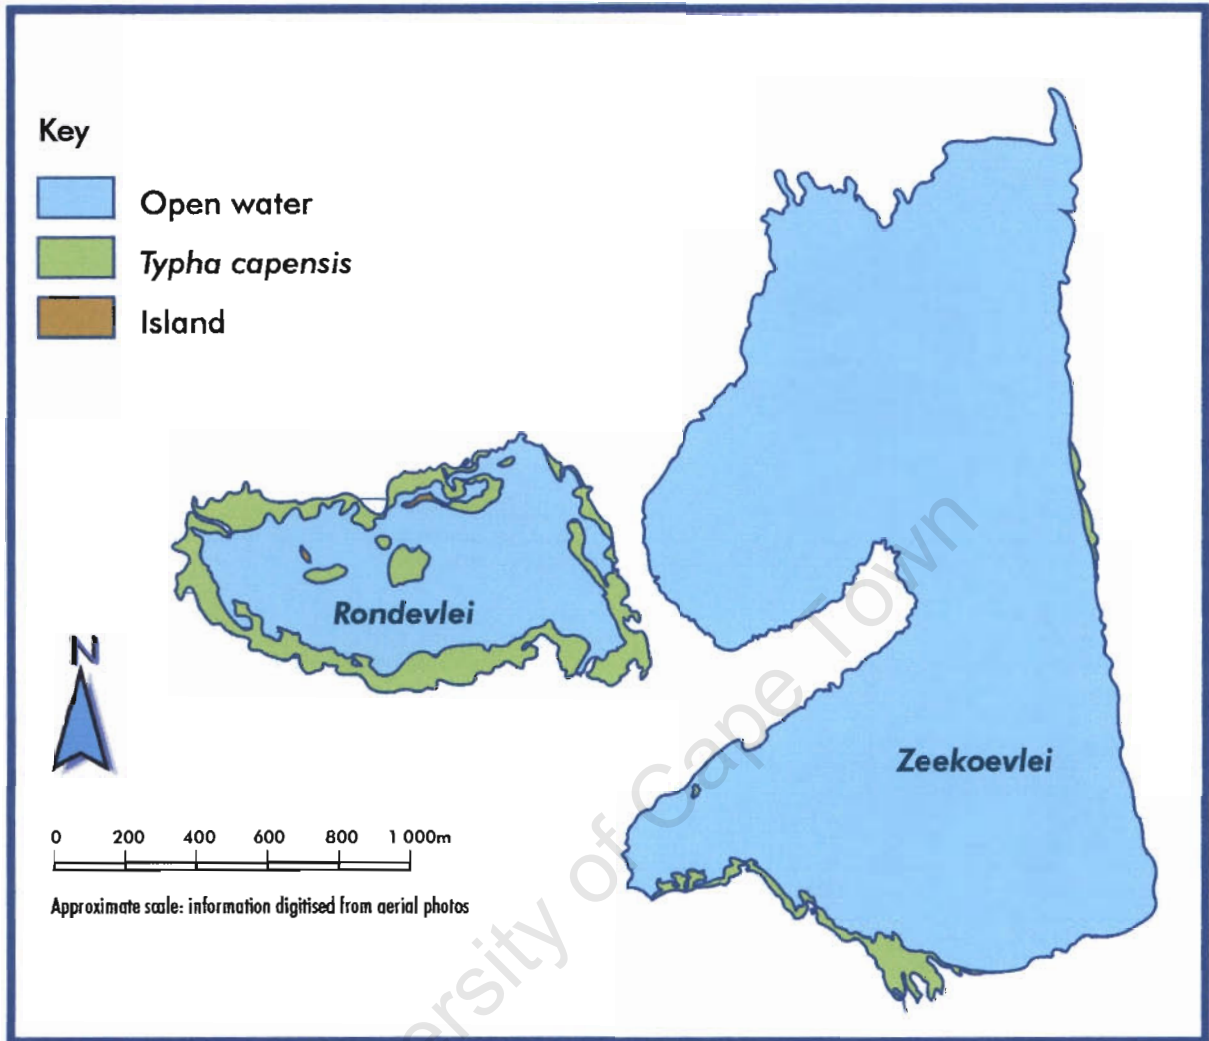 Key
Open water
Typha capensis
Island
Rondevlei
N
Zeekoevlei
0 200 400 600 800 1 000m
Approximate scale: information digitised from aerial photos
ersity of Cape Town